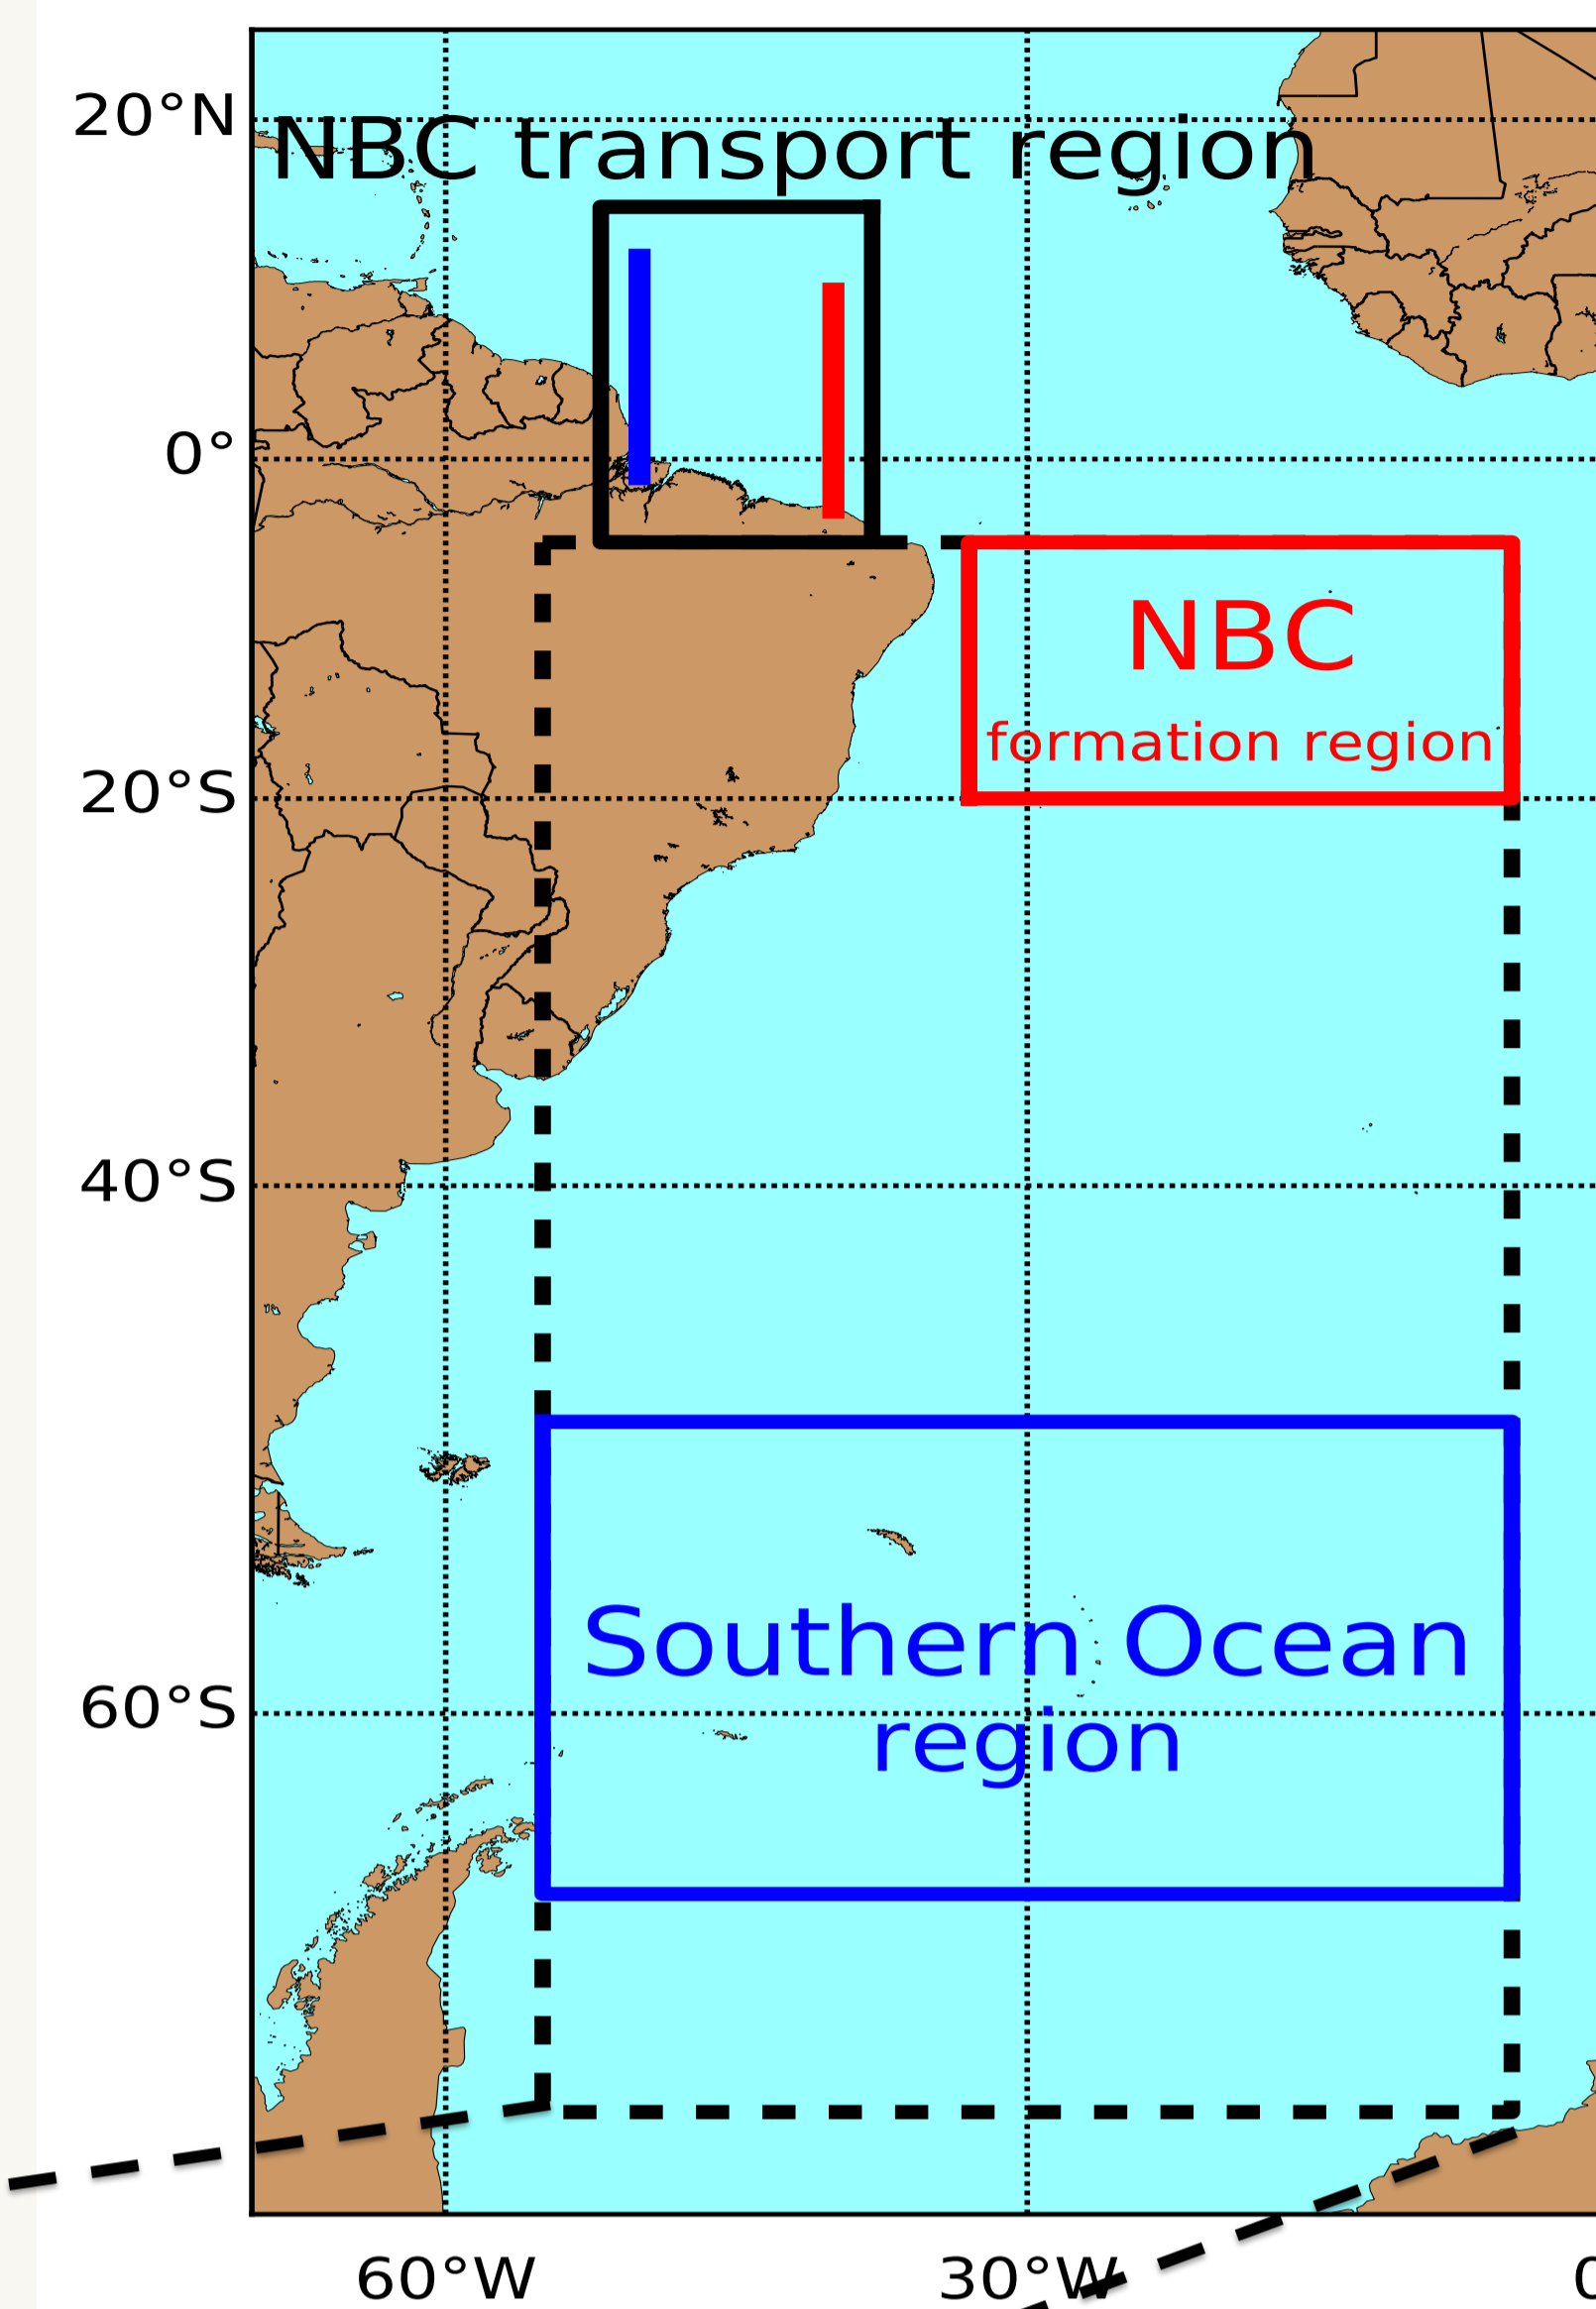 20°N
NBC transport region
0°
NBC
formation region
20°S
40°S
Southern Ocean
60°S
region
60°W
30°W